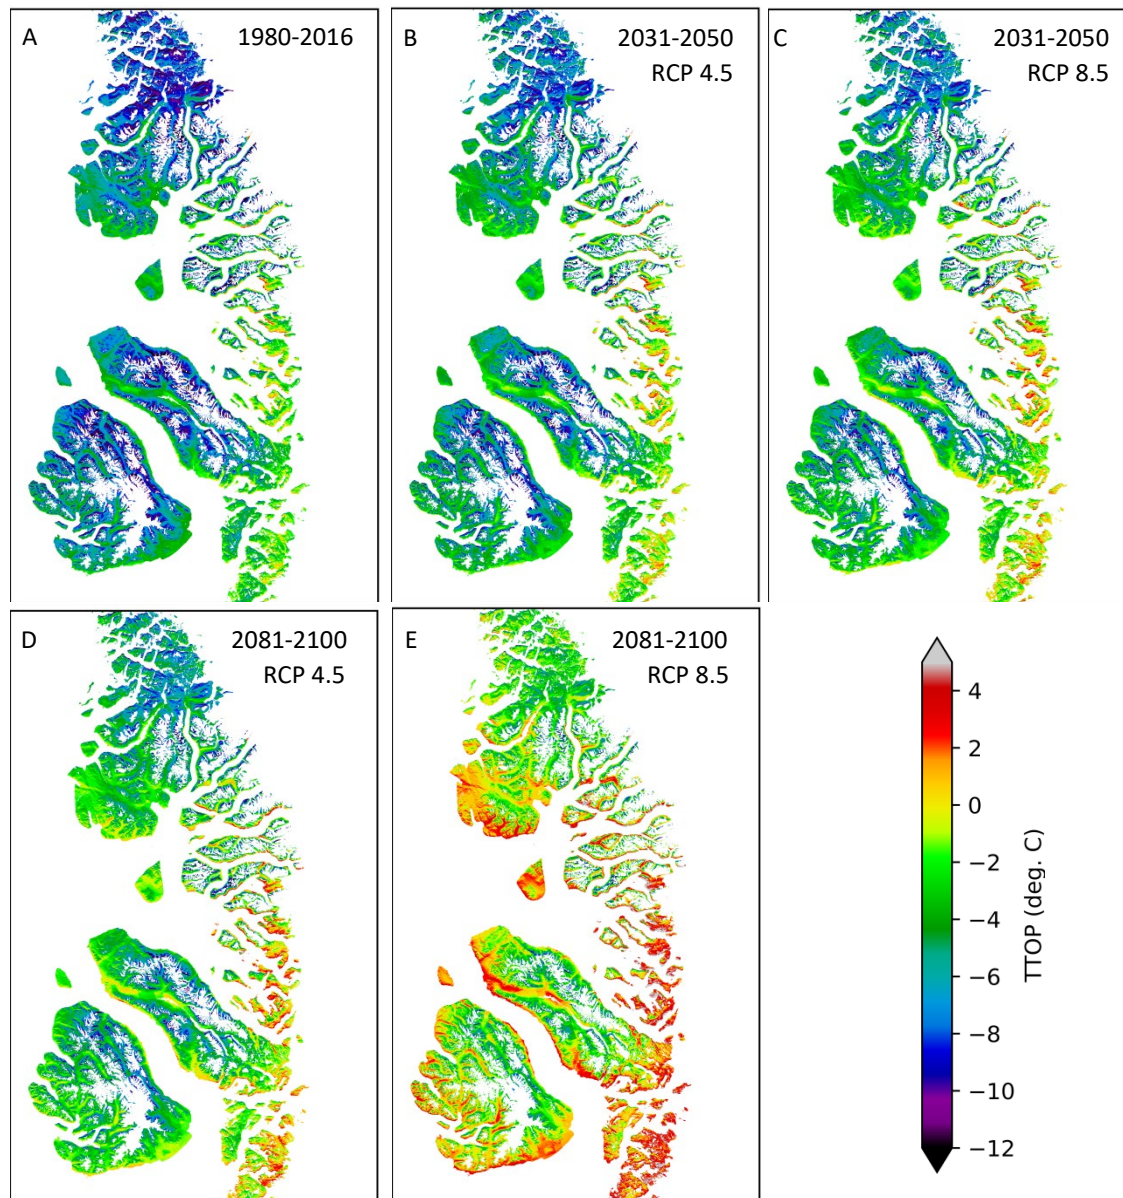 A 1980-2016
B 2031-2050
RCP 4.5
C 2031-2050
RCP 8.5
D 2081-2100
RCP 4.5
E 2081-2100
RCP 8.5
4
2
0
−2
−4
−6
−8
−10
−12
TTOP (deg. C)